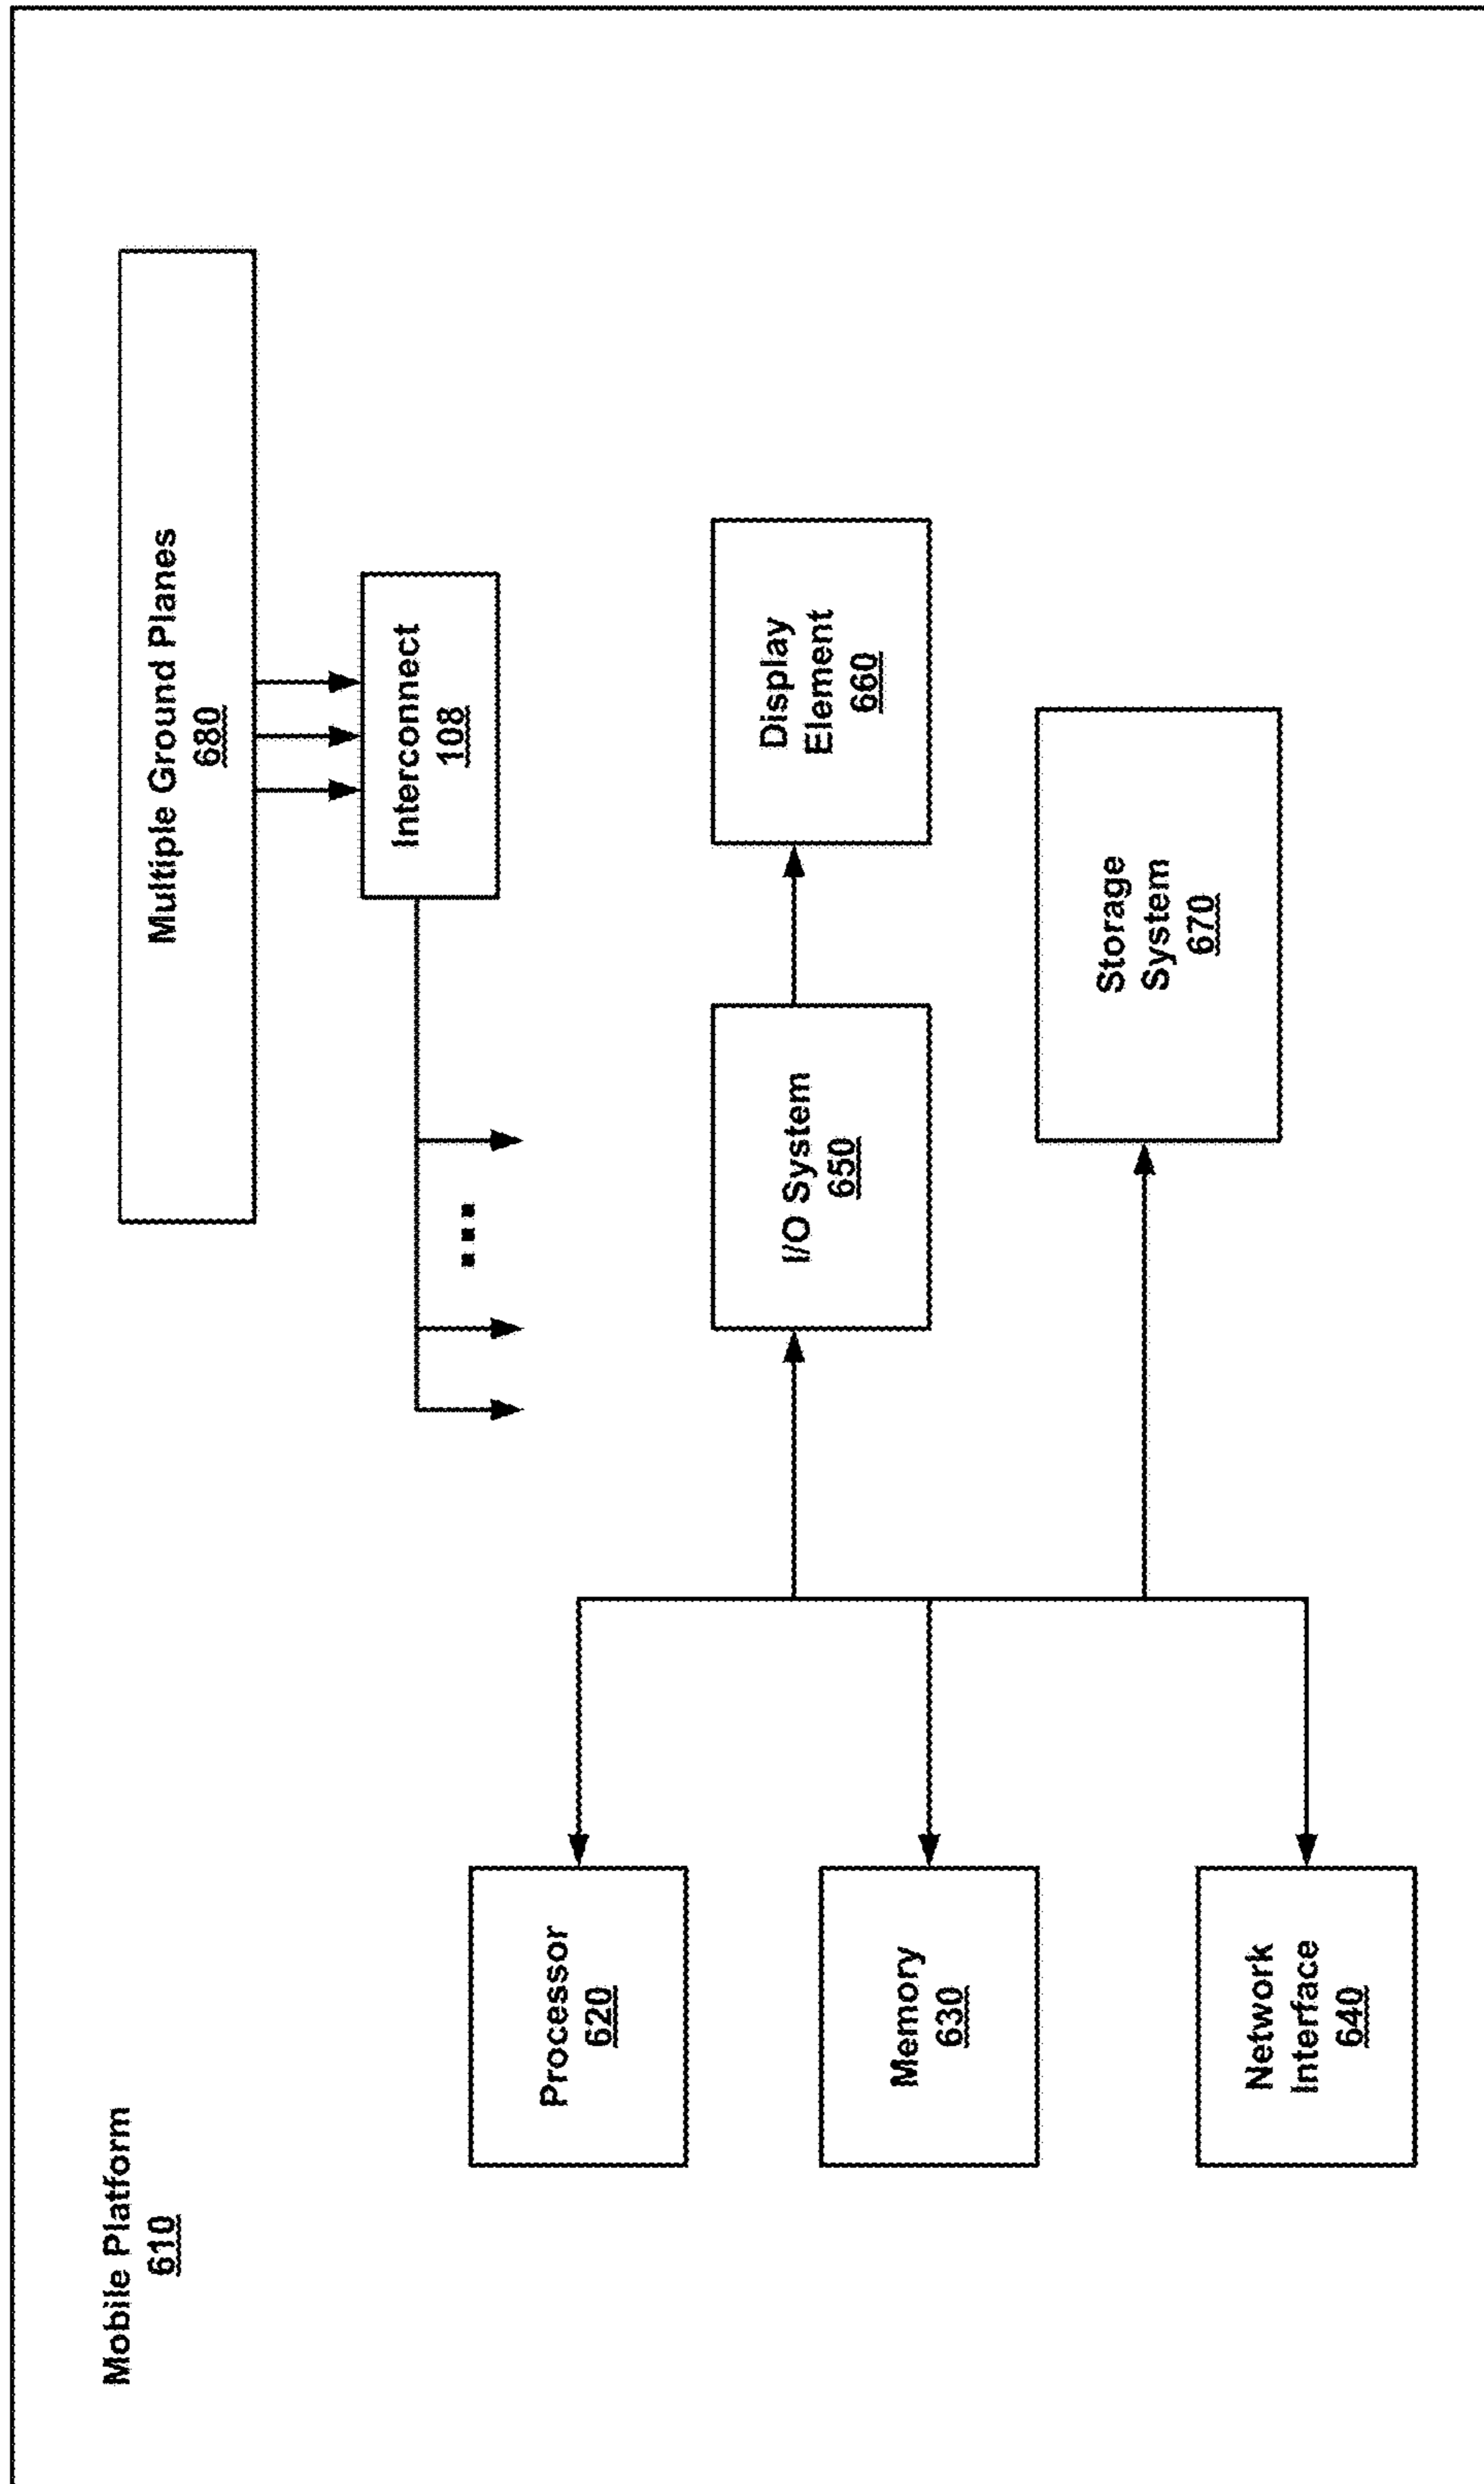 Mobile Platform
610
Multiple Ground Planes
680
Interconnect
108
Processor
620
I/O System
650
Display
Element
660
Memory
630
Storage
System
670
Network
Interface
640